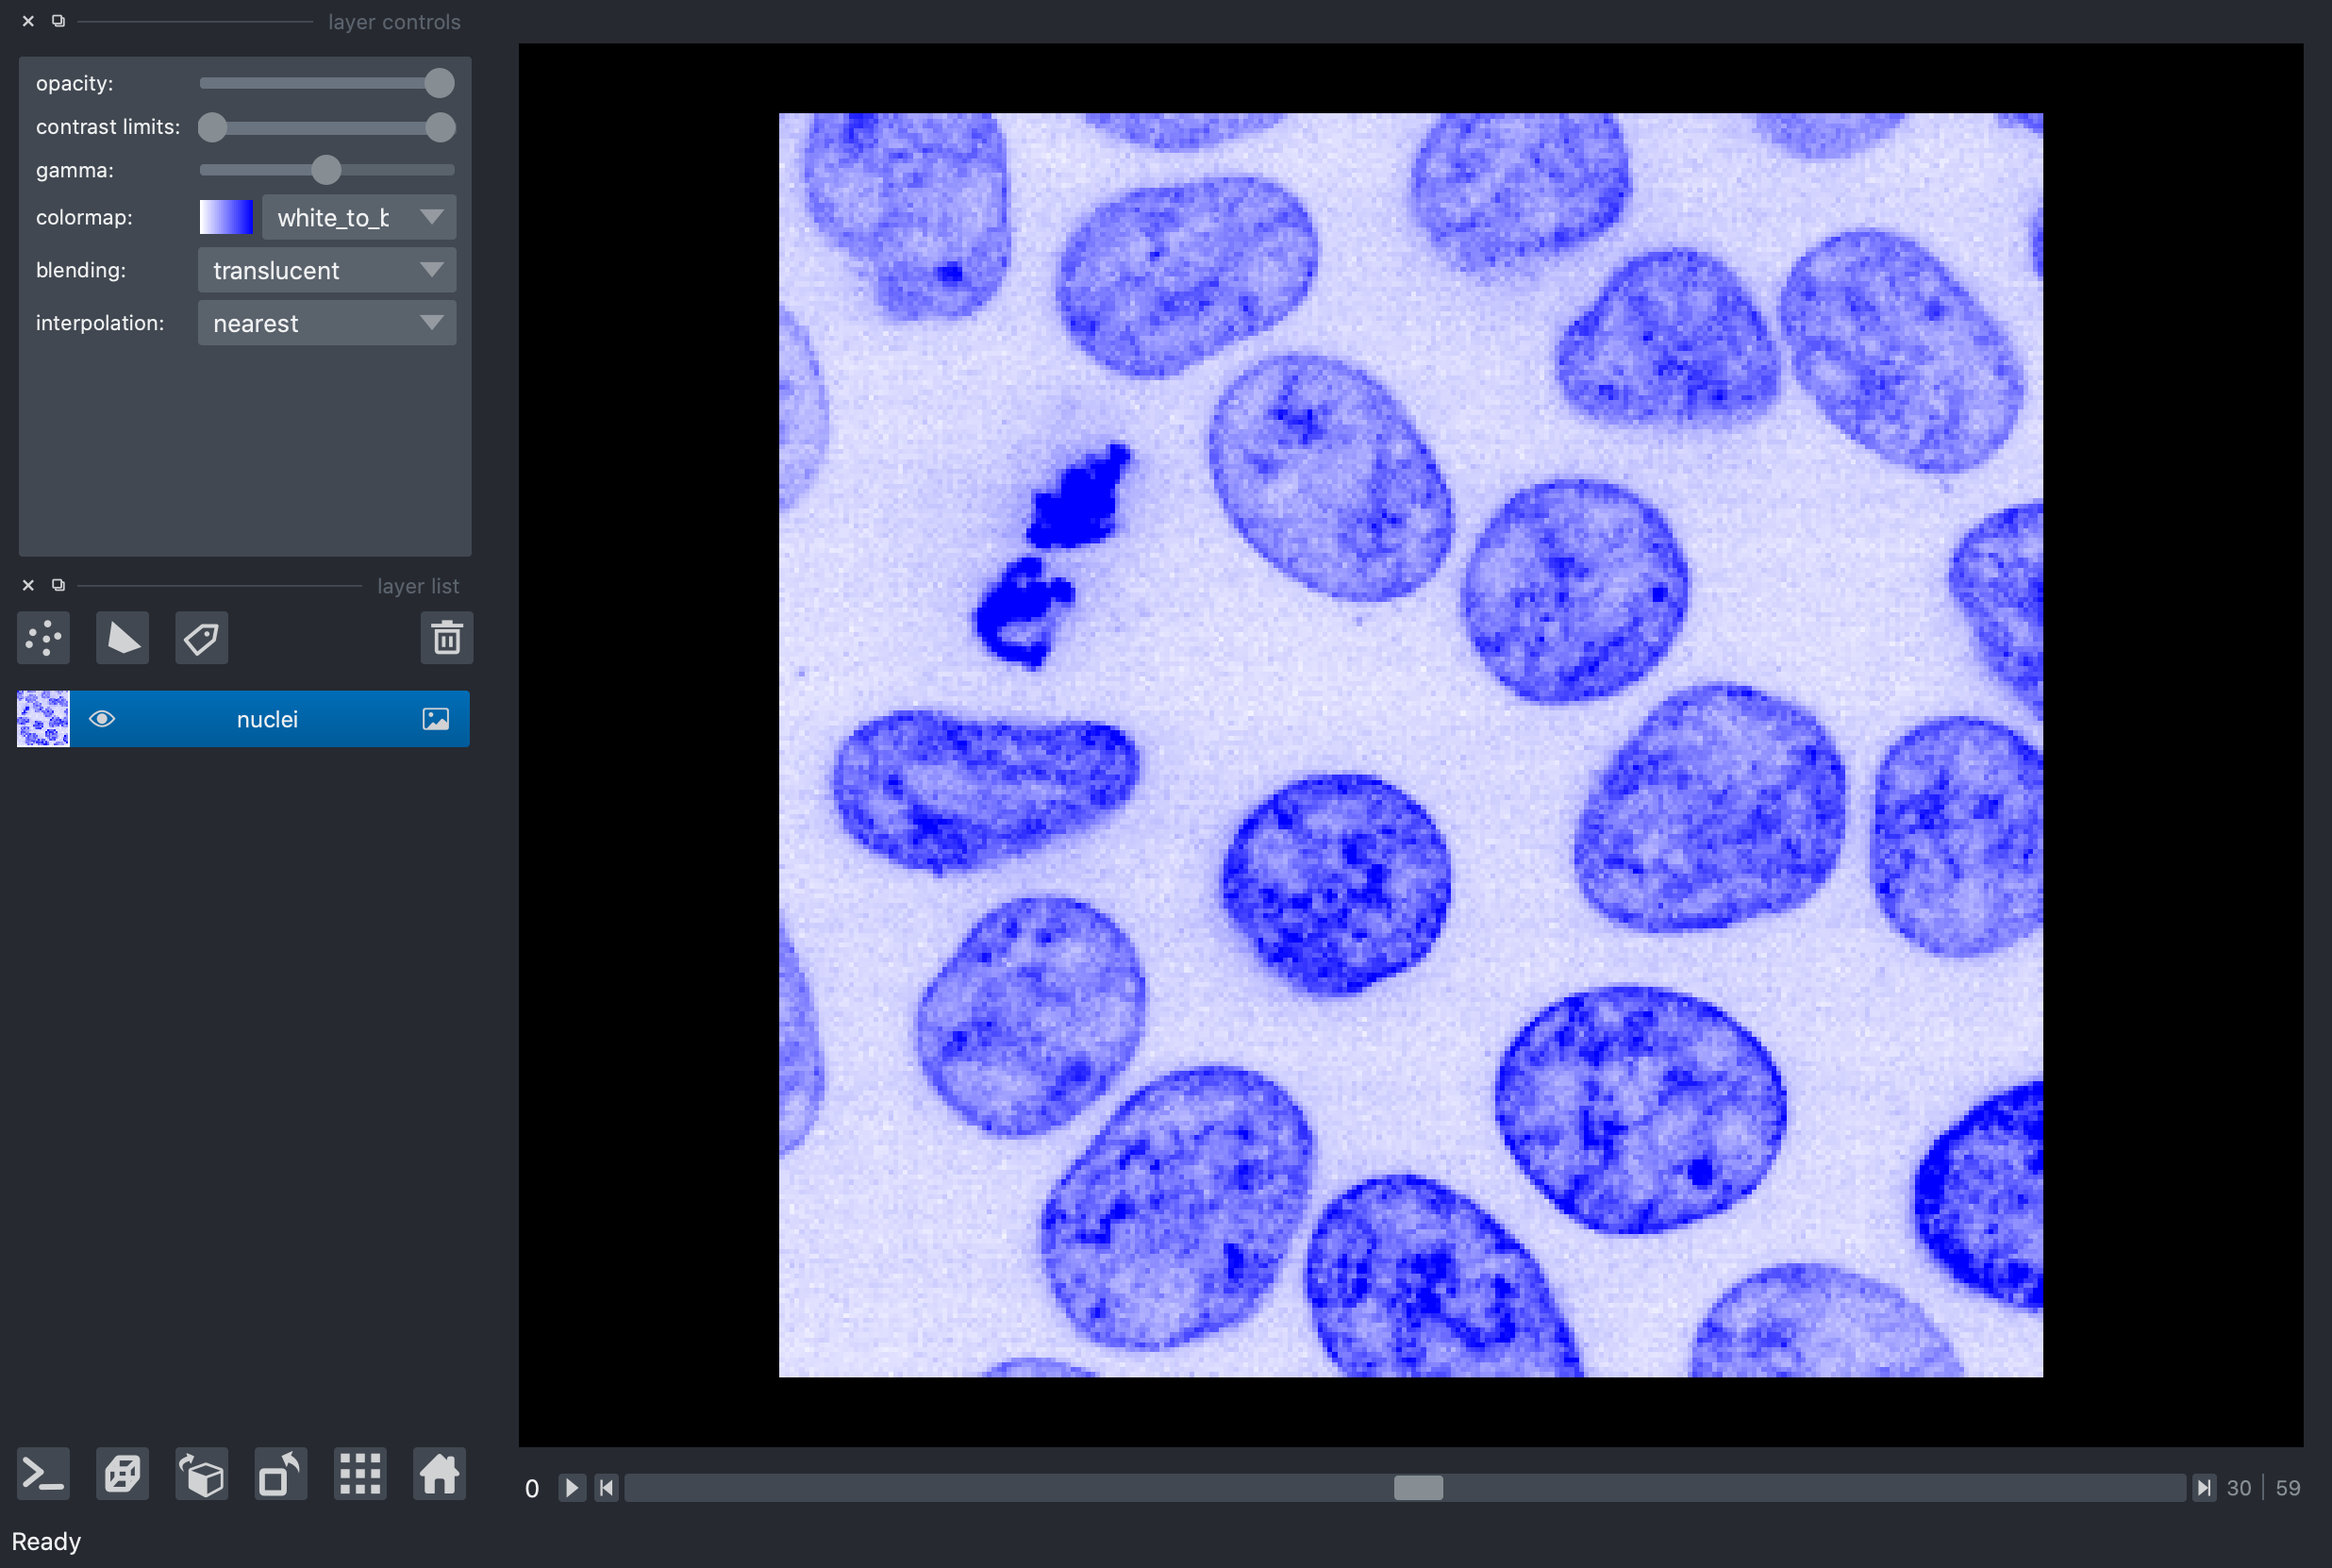 layer controls
opacity:
contrast limits:
gamma:
colormap: white_to_b
blending: translucent
interpolation: nearest
layer list
nuclei
0 30 59
Ready